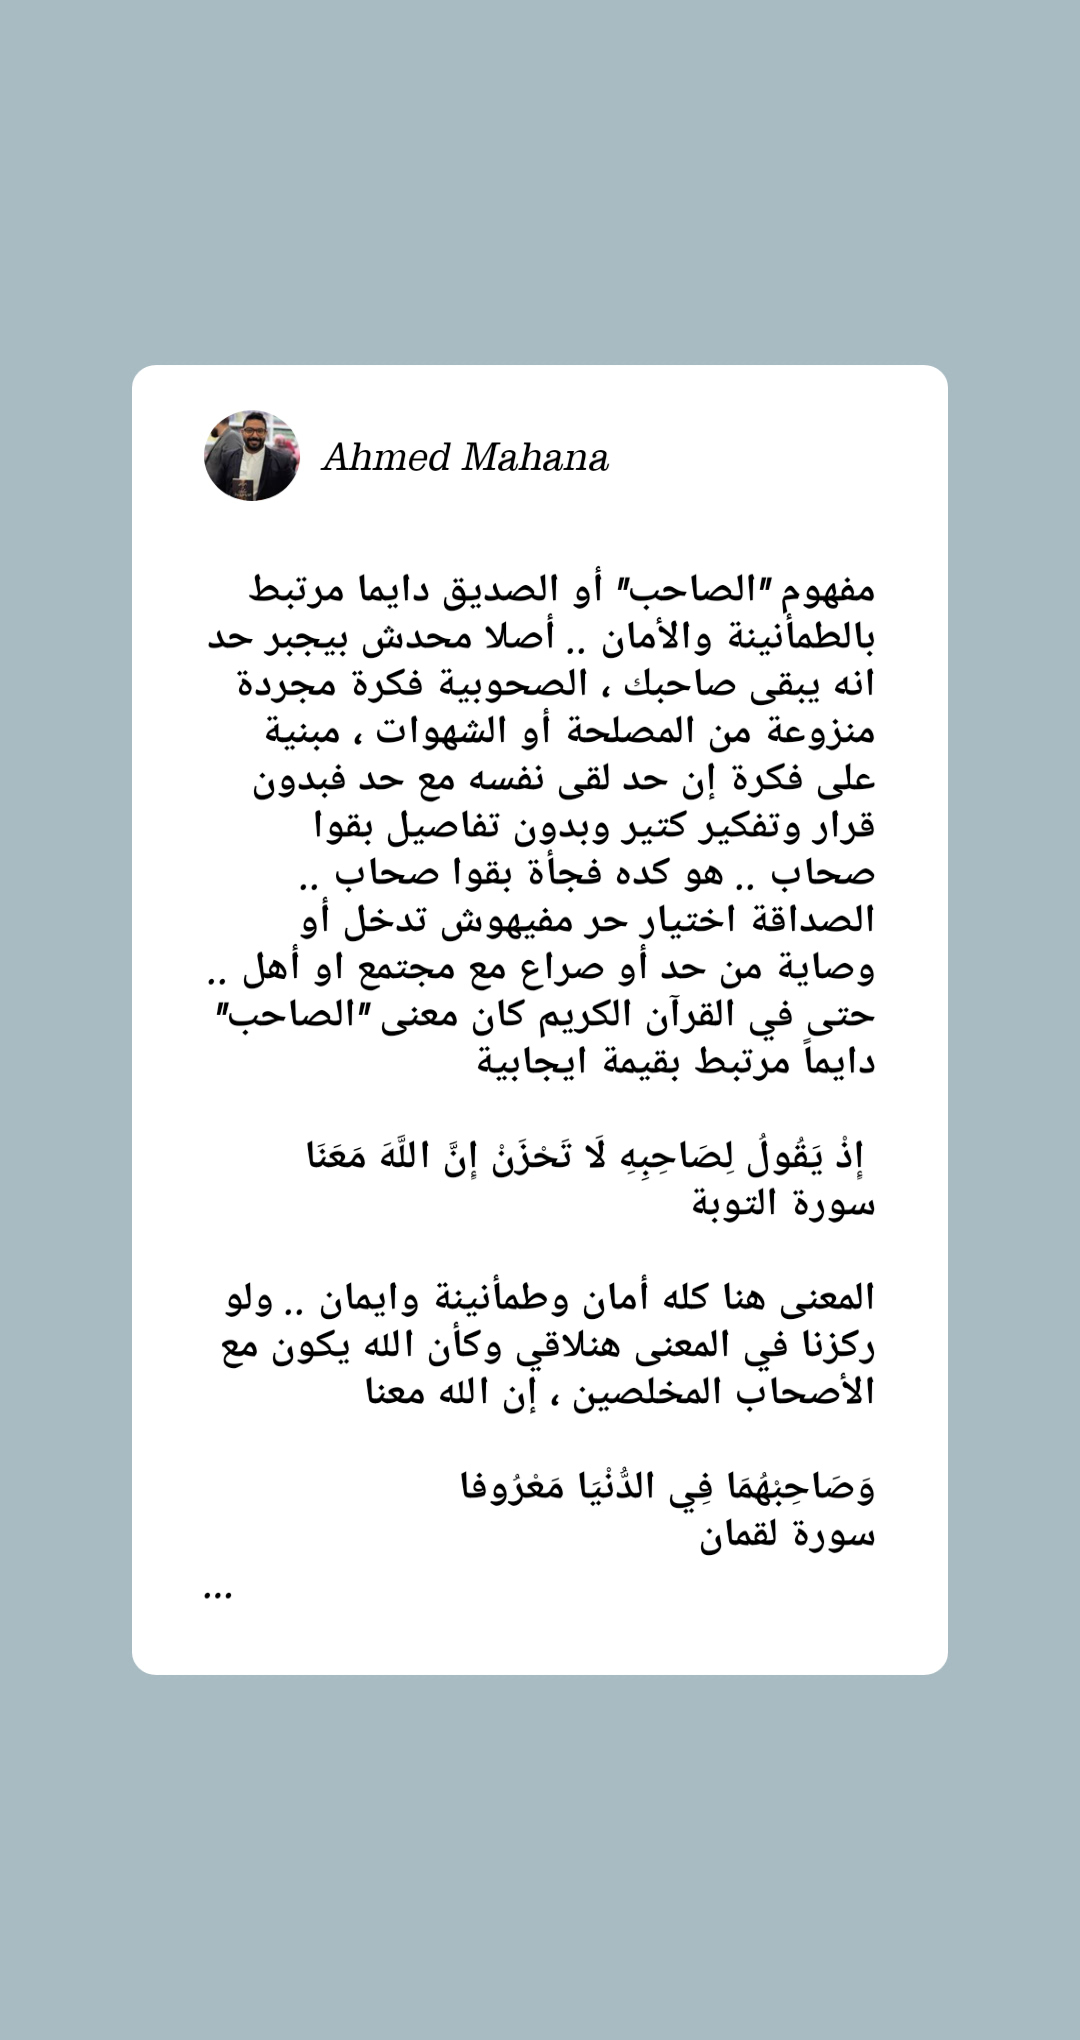 Ahmed Mahana
مفهوم "الصاحب" أو الصديق دايما مرتبط
بالطمأنينة والأمان .. أصلا محدش بيجبر حد
انه يبقى صاحبك ، الصحوبية فكرة مجردة
منزوعة من المصلحة أو الشهوات ، مبنية
على فكرة إن حد لقى نفسه مع حد فبدون
قرار وتفكير كتير وبدون تفاصيل بقوا
صحاب .. هو كده فجأة بقوا صحاب ..
الصداقة اختيار حر مفيهوش تدخل أو
وصاية من حد أو صراع مع مجتمع او أهل ..
حتى في القرآن الكريم كان معنى "الصاحب"
دايماً مرتبط بقيمة ايجابية
إِذْ يَقُولُ لِصَاحِبِهِ لَا تَحْزَنْ إِنَّ اللَّهَ مَعَنَا
سورة التوبة
المعنى هنا كله أمان وطمأنينة وايمان .. ولو
ركزنا في المعنى هنلاقي وكأن الله يكون مع
الأصحاب المخلصين ، إن الله معنا
وَصَاحِبْهُمَا فِي الدُّنْيَا مَعْرُوفا
سورة لقمان
...